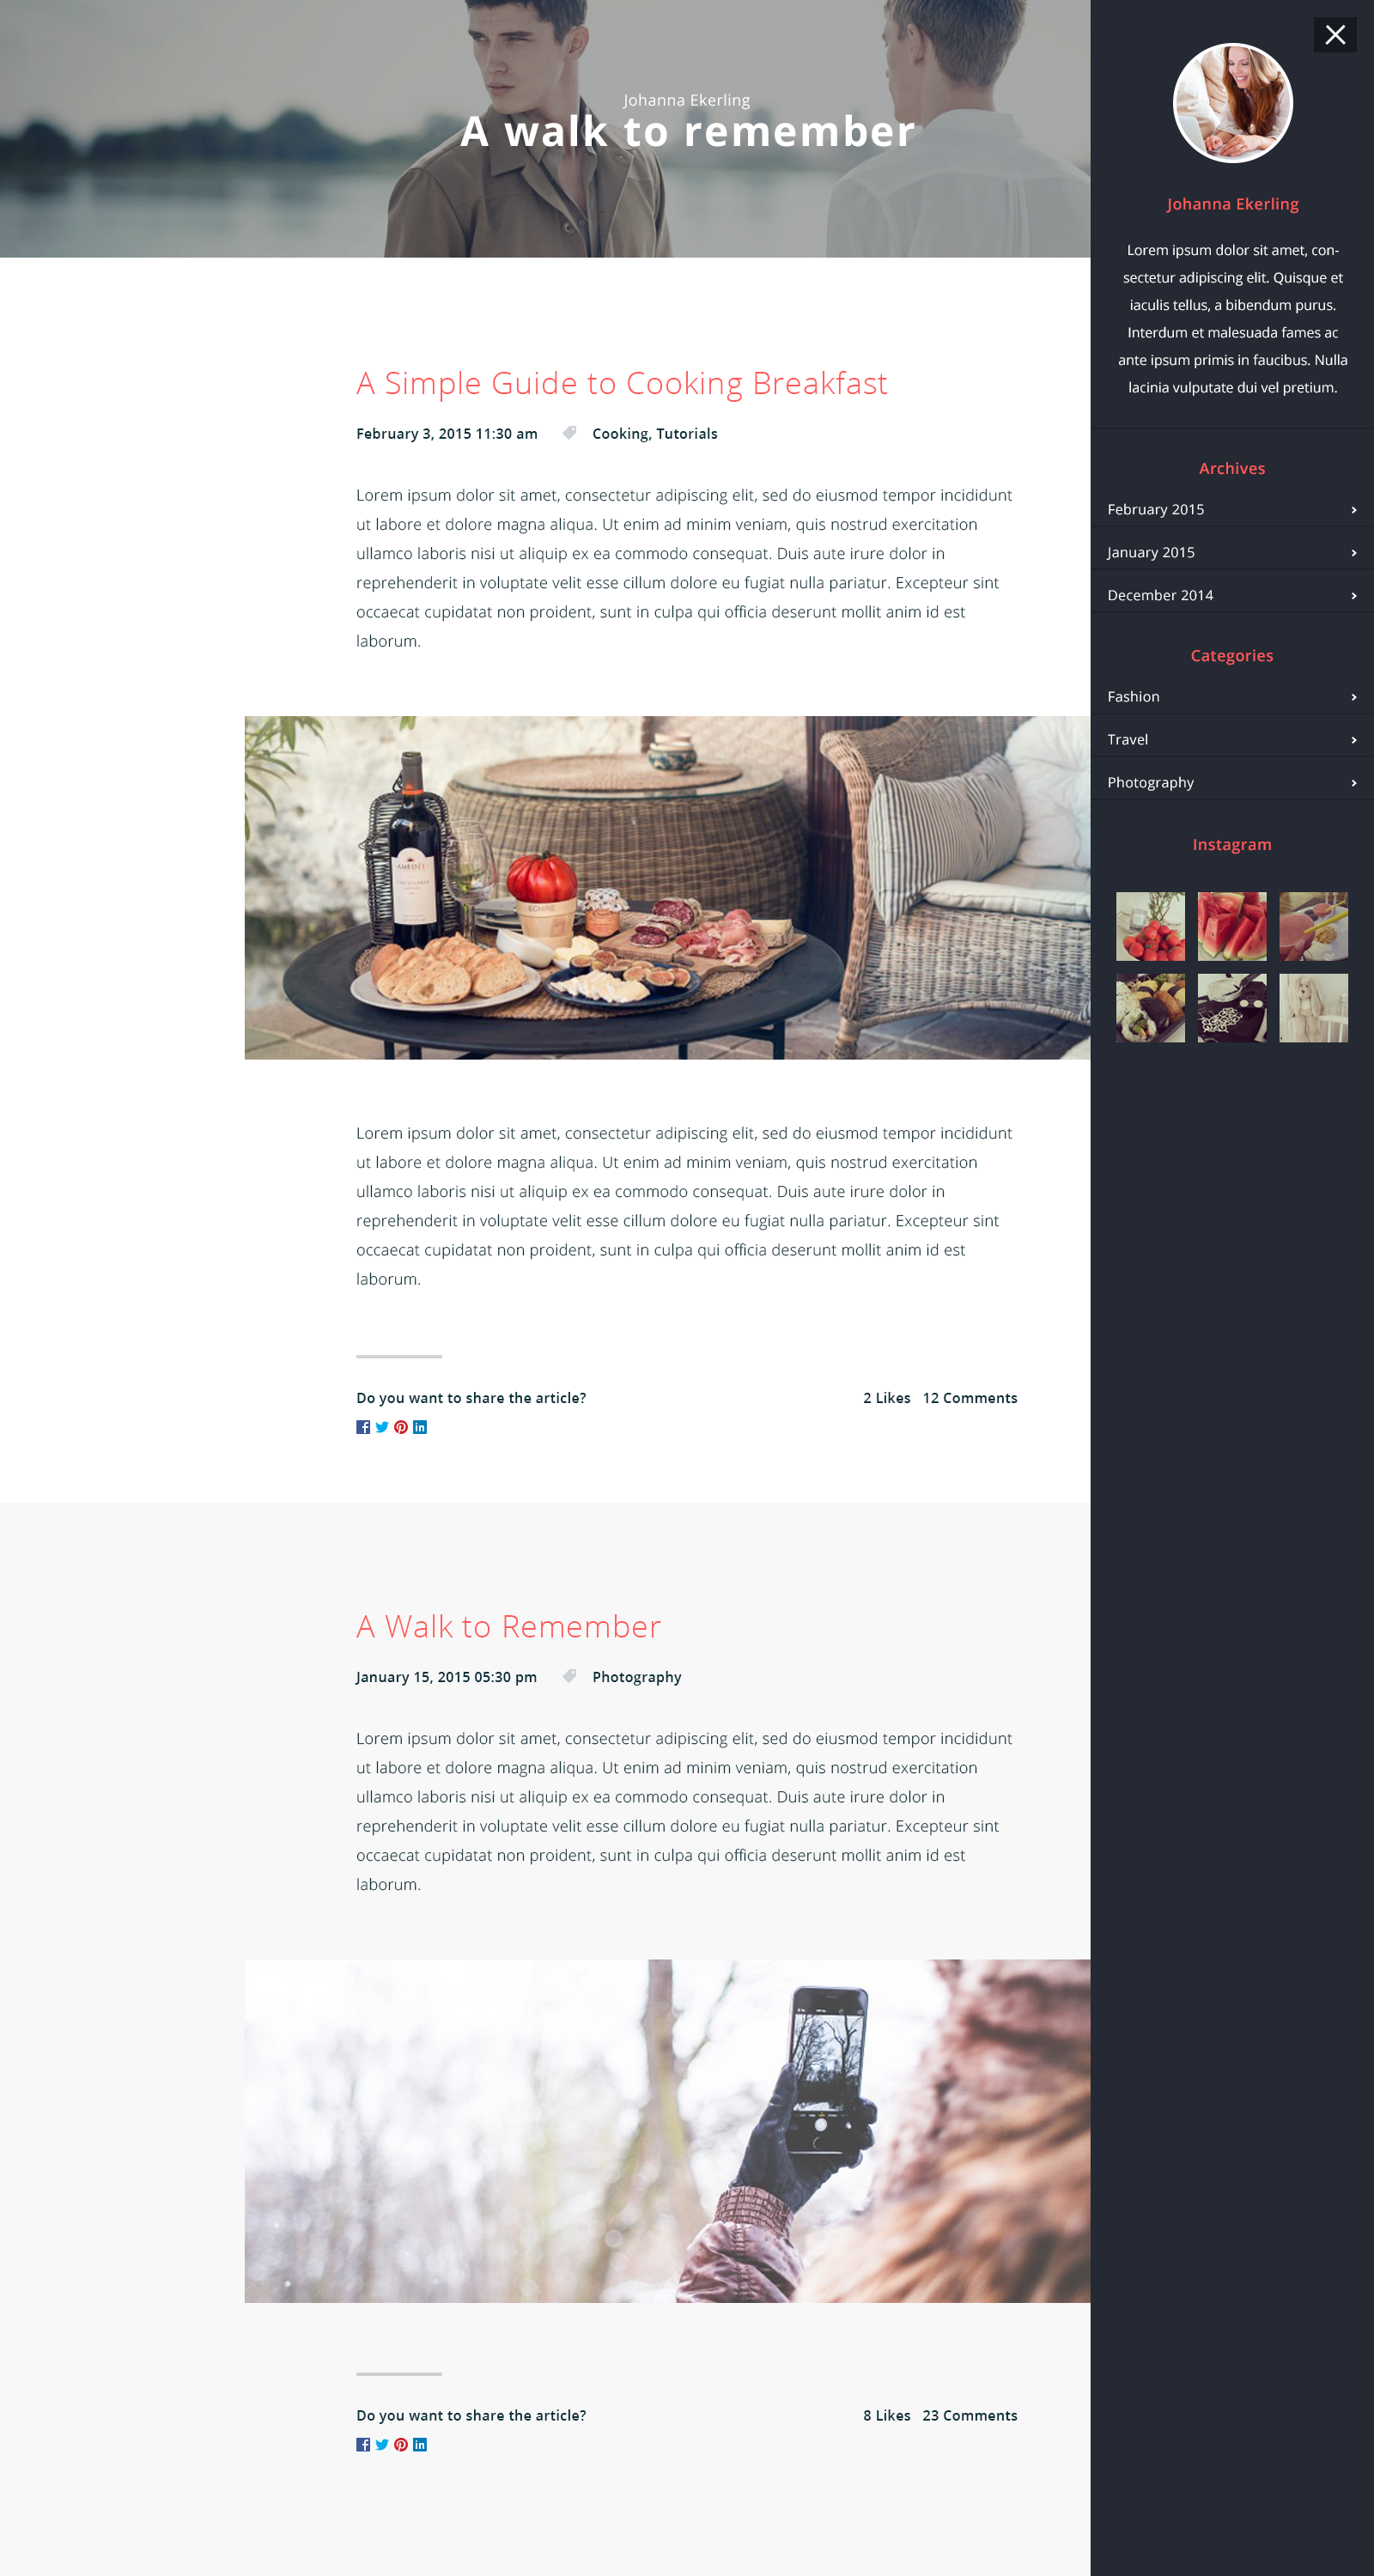 Johanna Ekerling
A walk to remember
A Simple Guide to Cooking Breakfast
February 3, 2015 11:30 am Cooking, Tutorials
Lorem ipsum dolor sit amet, consectetur adipiscing elit, sed do eiusmod tempor incididunt
ut labore et dolore magna aliqua. Ut enim ad minim veniam, quis nostrud exercitation
ullamco laboris nisi ut aliquip ex ea commodo consequat. Duis aute irure dolor in
reprehenderit in voluptate velit esse cillum dolore eu fugiat nulla pariatur. Excepteur sint
occaecat cupidatat non proident, sunt in culpa qui officia deserunt mollit anim id est
laborum.
ECHIRE
Lorem ipsum dolor sit amet, consectetur adipiscing elit, sed do eiusmod tempor incididunt
ut labore et dolore magna aliqua. Ut enim ad minim veniam, quis nostrud exercitation
ullamco laboris nisi ut aliquip ex ea commodo consequat. Duis aute irure dolor in
reprehenderit in voluptate velit esse cillum dolore eu fugiat nulla pariatur. Excepteur sint
occaecat cupidatat non proident, sunt in culpa qui officia deserunt mollit anim id est
laborum.
Do you want to share the article? 2 Likes 12 Comments
A Walk to Remember
January 15, 2015 05:30 pm Photography
Lorem ipsum dolor sit amet, consectetur adipiscing elit, sed do eiusmod tempor incididunt
ut labore et dolore magna aliqua. Ut enim ad minim veniam, quis nostrud exercitation
ullamco laboris nisi ut aliquip ex ea commodo consequat. Duis aute irure dolor in
reprehenderit in voluptate velit esse cillum dolore eu fugiat nulla pariatur. Excepteur sint
occaecat cupidatat non proident, sunt in culpa qui officia deserunt mollit anim id est
laborum.
Do you want to share the article? 8 Likes 23 Comments
Johanna Ekerling
Lorem ipsum dolor sit amet, con-
sectetur adipiscing elit. Quisque et
iaculis tellus, a bibendum purus.
Interdum et malesuada fames ac
ante ipsum primis in faucibus. Nulla
lacinia vulputate dui vel pretium.
Archives
February 2015
January 2015
December 2014
Categories
Fashion
Travel
Photography
Instagram